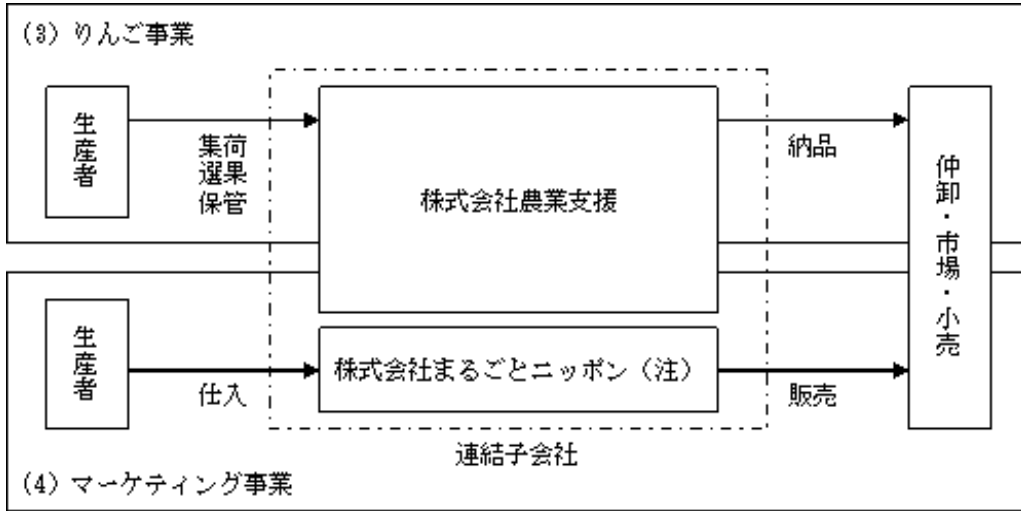 (3) りんご事業
生産者
集荷
選果
保管
株式会社農業支援
納品
仲卸・市場・小売
生産者
仕入
株式会社まるごとニッポン（注）
販売
連結子会社
(4) マーケティング事業